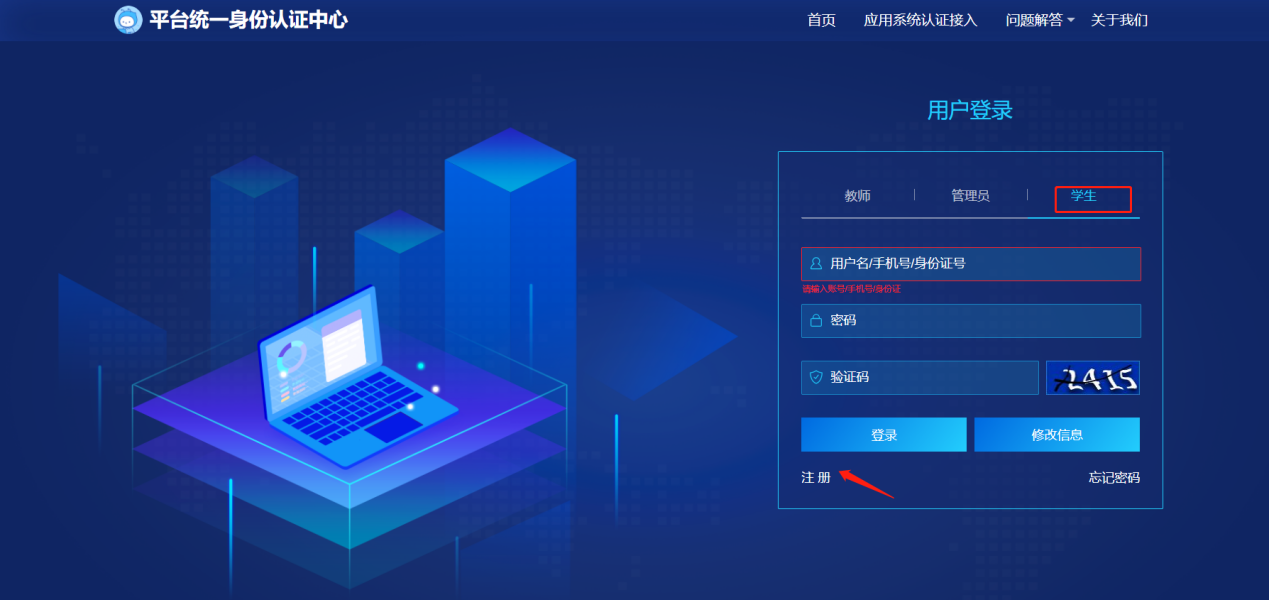 平台统一身份认证中心
首页 应用系统认证接入 问题解答 关于我们
用户登录
教师 管理员 学生
用户名/手机号/身份证号
请输入账号/手机号/身份证
密码
验证码 2415
登录 修改信息
注 册 忘记密码